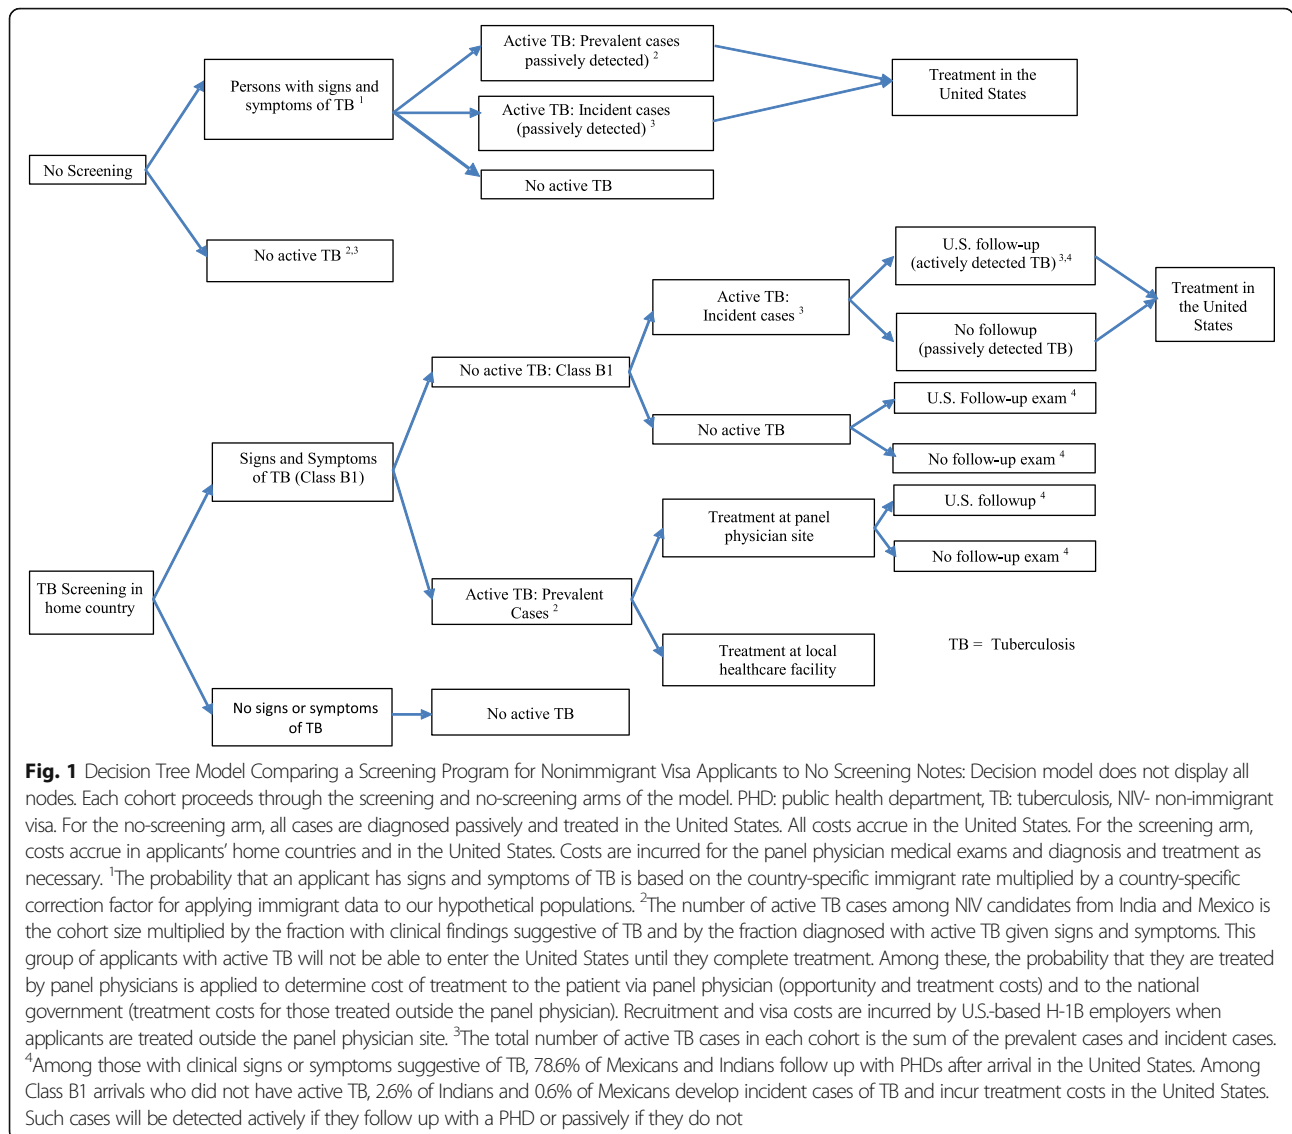 Active TB: Prevalent cases
passively detected) 2
Treatment in the
United States
Persons with signs and
symptoms of TB 1
Active TB: Incident cases
(passively detected) 3
No Screening
No active TB
No active TB 2,3
U.S. follow-up
(actively detected TB) 3,4
Active TB:
Incident cases 3
Treatment in
the United
States
No followup
(passively detected TB)
No active TB: Class B1
U.S. Follow-up exam 4
No active TB
No follow-up exam 4
Signs and Symptoms
of TB (Class B1)
U.S. followup 4
Treatment at panel
physician site
No follow-up exam 4
TB Screening in
home country
Active TB: Prevalent
Cases 2
TB = Tuberculosis
Treatment at local
healthcare facility
No signs or symptoms
of TB
No active TB
Fig. 1 Decision Tree Model Comparing a Screening Program for Nonimmigrant Visa Applicants to No Screening Notes: Decision model does not display all
nodes. Each cohort proceeds through the screening and no-screening arms of the model. PHD: public health department, TB: tuberculosis, NIV- non-immigrant
visa. For the no-screening arm, all cases are diagnosed passively and treated in the United States. All costs accrue in the United States. For the screening arm,
costs accrue in applicants' home countries and in the United States. Costs are incurred for the panel physician medical exams and diagnosis and treatment as
necessary. 1The probability that an applicant has signs and symptoms of TB is based on the country-specific immigrant rate multiplied by a country-specific
correction factor for applying immigrant data to our hypothetical populations. 2The number of active TB cases among NIV candidates from India and Mexico is
the cohort size multiplied by the fraction with clinical findings suggestive of TB and by the fraction diagnosed with active TB given signs and symptoms. This
group of applicants with active TB will not be able to enter the United States until they complete treatment. Among these, the probability that they are treated
by panel physicians is applied to determine cost of treatment to the patient via panel physician (opportunity and treatment costs) and to the national
government (treatment costs for those treated outside the panel physician). Recruitment and visa costs are incurred by U.S.-based H-1B employers when
applicants are treated outside the panel physician site. 3The total number of active TB cases in each cohort is the sum of the prevalent cases and incident cases.
4Among those with clinical signs or symptoms suggestive of TB, 78.6% of Mexicans and Indians follow up with PHDs after arrival in the United States. Among
Class B1 arrivals who did not have active TB, 2.6% of Indians and 0.6% of Mexicans develop incident cases of TB and incur treatment costs in the United States.
Such cases will be detected actively if they follow up with a PHD or passively if they do not